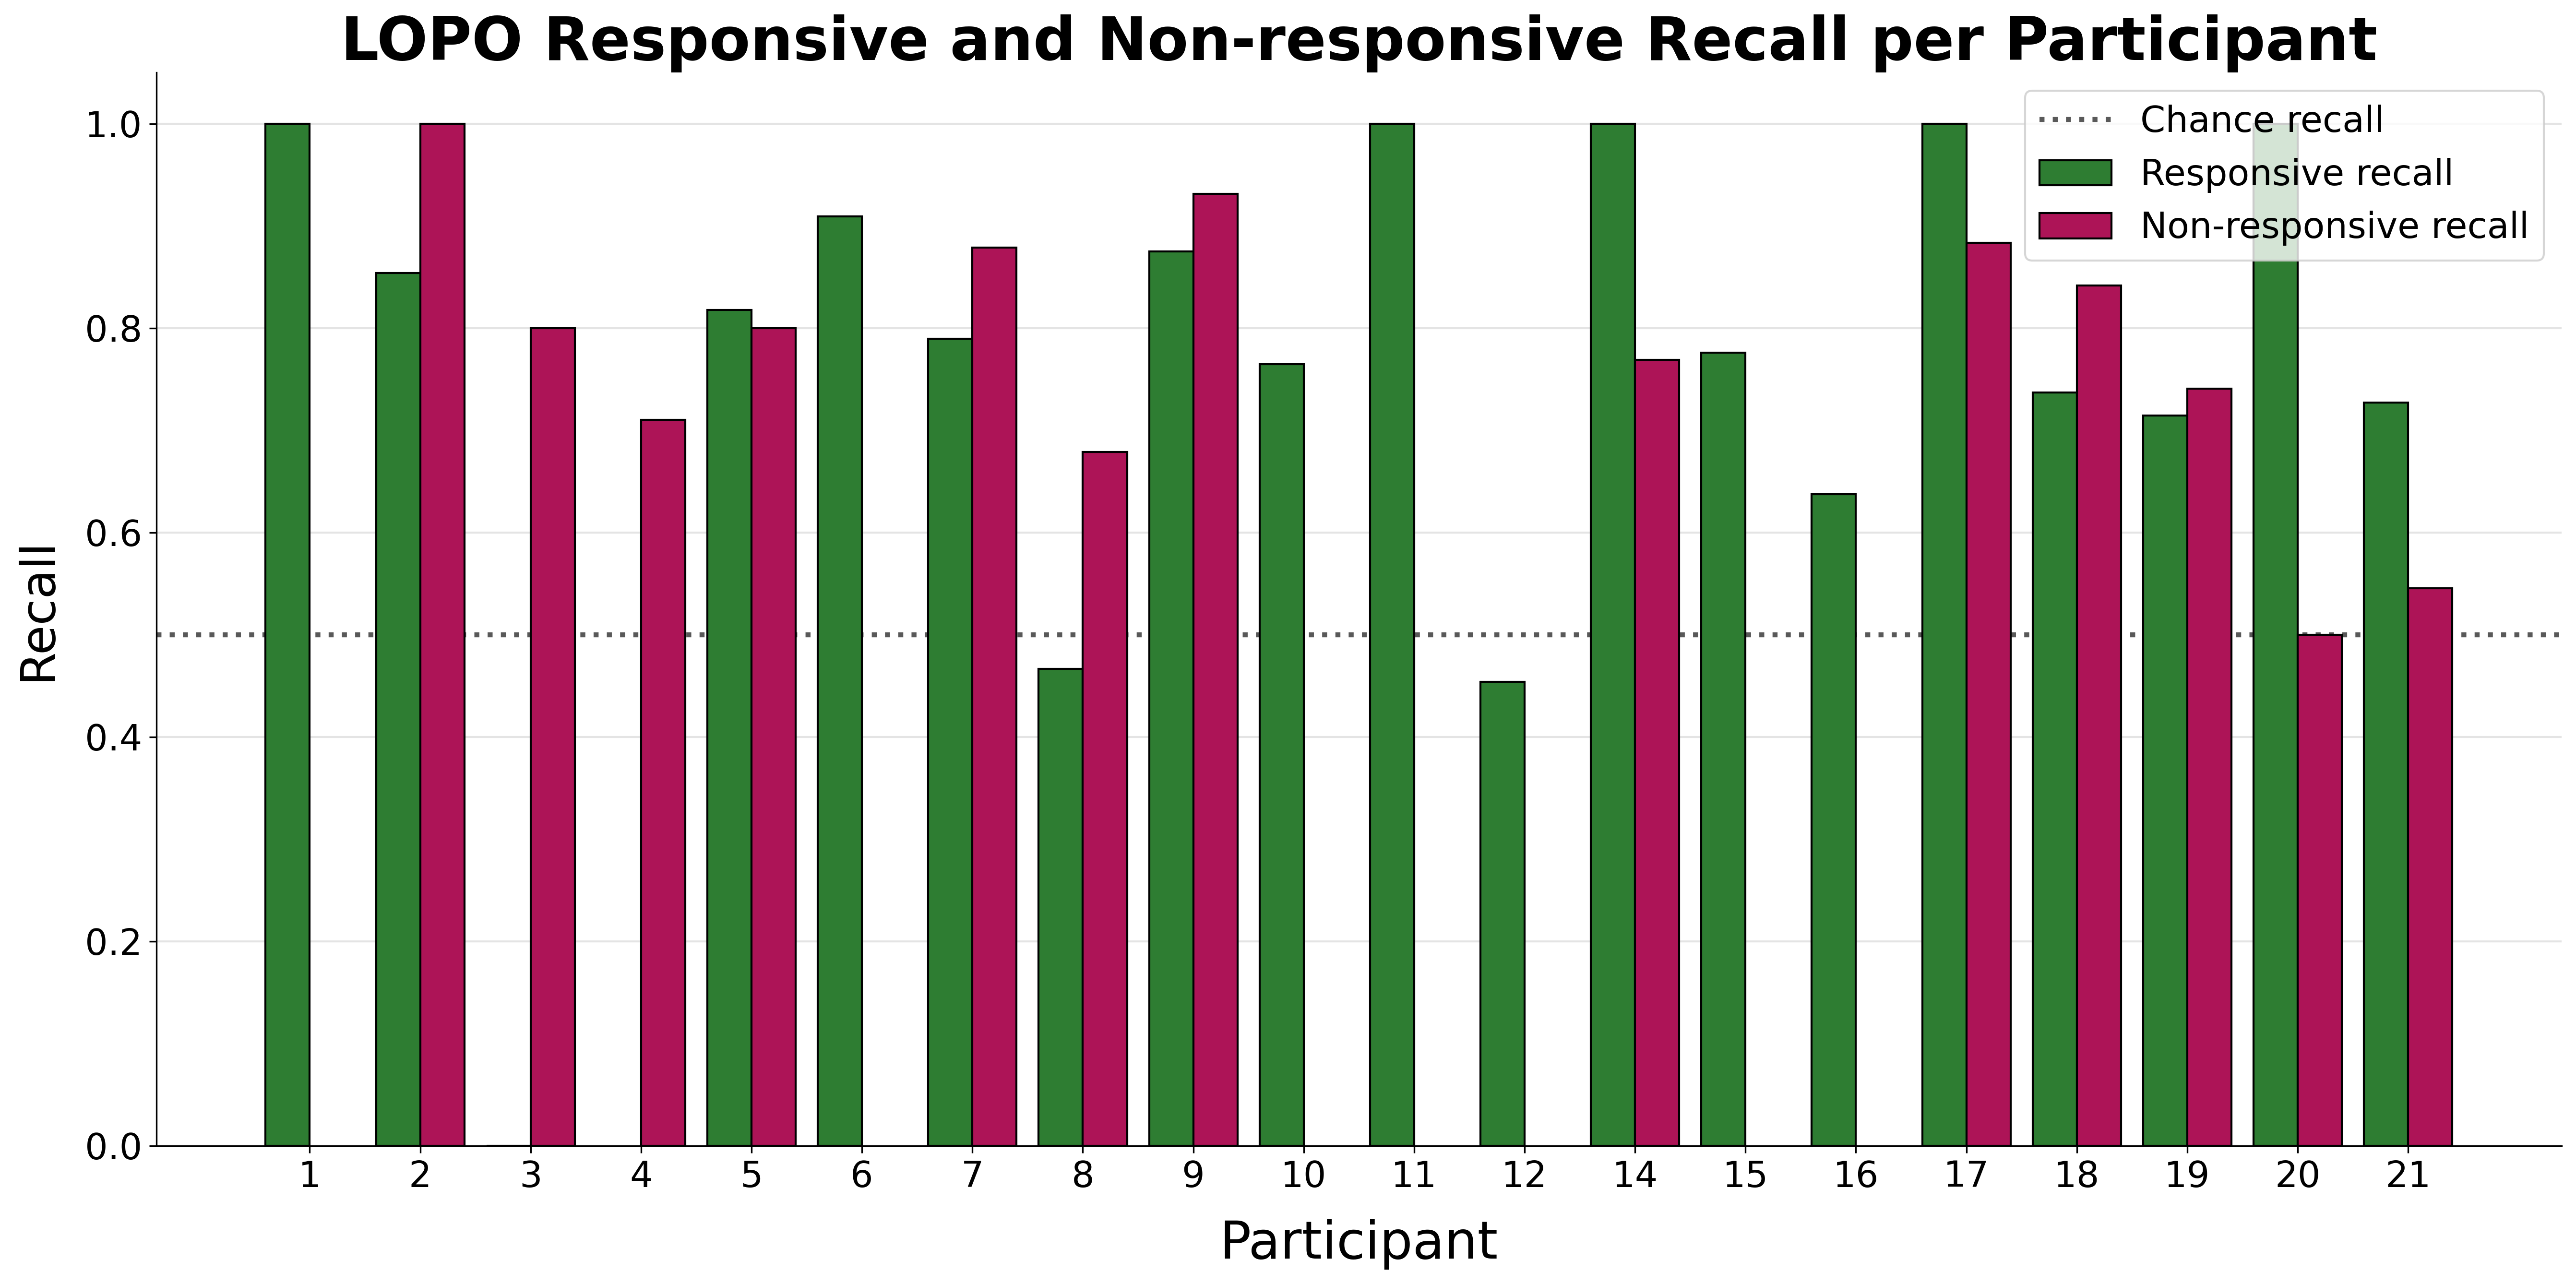 LOPO Responsive and Non-responsive Recall per Participant
Chance recall
Responsive recall
Non-responsive recall
1.0
0.8
0.6
0.4
0.2
0.0
Recall
1 2 3 4 5 6 7 8 9 10 11 12 14 15 16 17 18 19 20 21
Participant